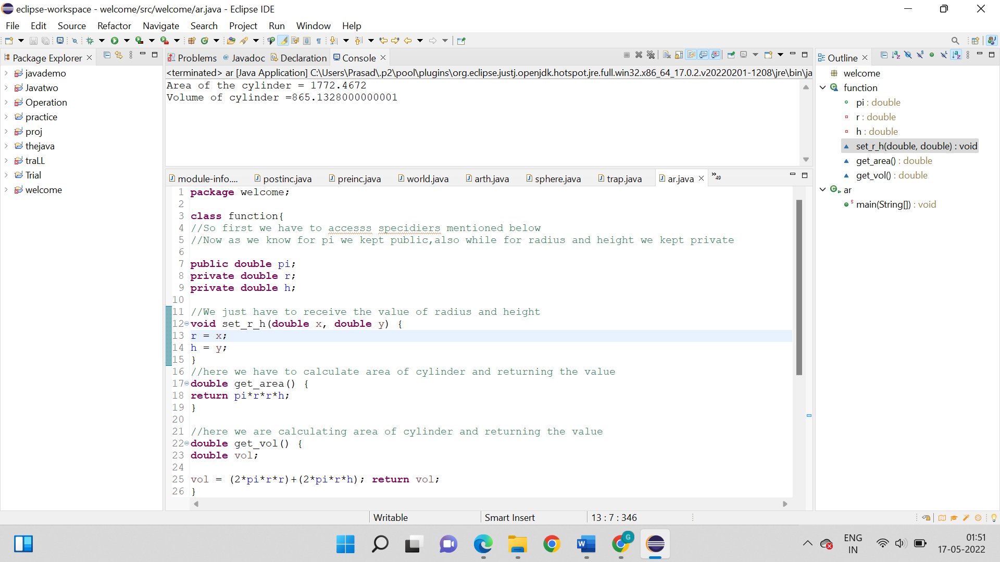 eclipse-workspace - welcome/src/welcome/ar.java - Eclipse IDE
File Edit Source Refactor Navigate Search Project Run Window Help
Package Explorer
javademo
Javatwo
Operation
practice
proj
thejava
traLL
Trial
welcome
Problems @ Javadoc Declaration Console
<terminated> ar [Java Application] C:\Users\Prasad\.p2\pool\plugins\org.eclipse.justj.openjdk.hotspot.jre.full.win32.x86_64_17.0.2.v20220201-1208\jre\bin\ja
Area of the cylinder = 1772.4672
Volume of cylinder =865.1328000000001
module-info.... postinc.java preinc.java world.java arth.java sphere.java trap.java ar.java »49
1 package welcome;
2
3 class function{
4 //So first we have to accesss specidiers mentioned below
5 //Now as we know for pi we kept public,also while for radius and height we kept private
6
7 public double pi;
8 private double r;
9 private double h;
10
11 //We just have to receive the value of radius and height
12 void set_r_h(double x, double y) {
13 r = x;
14 h = y;
15 }
16 //here we have to calculate area of cylinder and returning the value
17 double get_area() {
18 return pi*r*r*h;
19 }
20
21 //here we are calculating area of cylinder and returning the value
22 double get_vol() {
23 double vol;
24
25 vol = (2*pi*r*r)+(2*pi*r*h); return vol;
26 }
Outline
welcome
function
pi : double
r : double
h : double
set_r_h(double, double) : void
get_area() : double
get_vol() : double
ar
main(String[]) : void
Writable Smart Insert 13 : 7 : 346
ENG
IN
01:51
17-05-2022